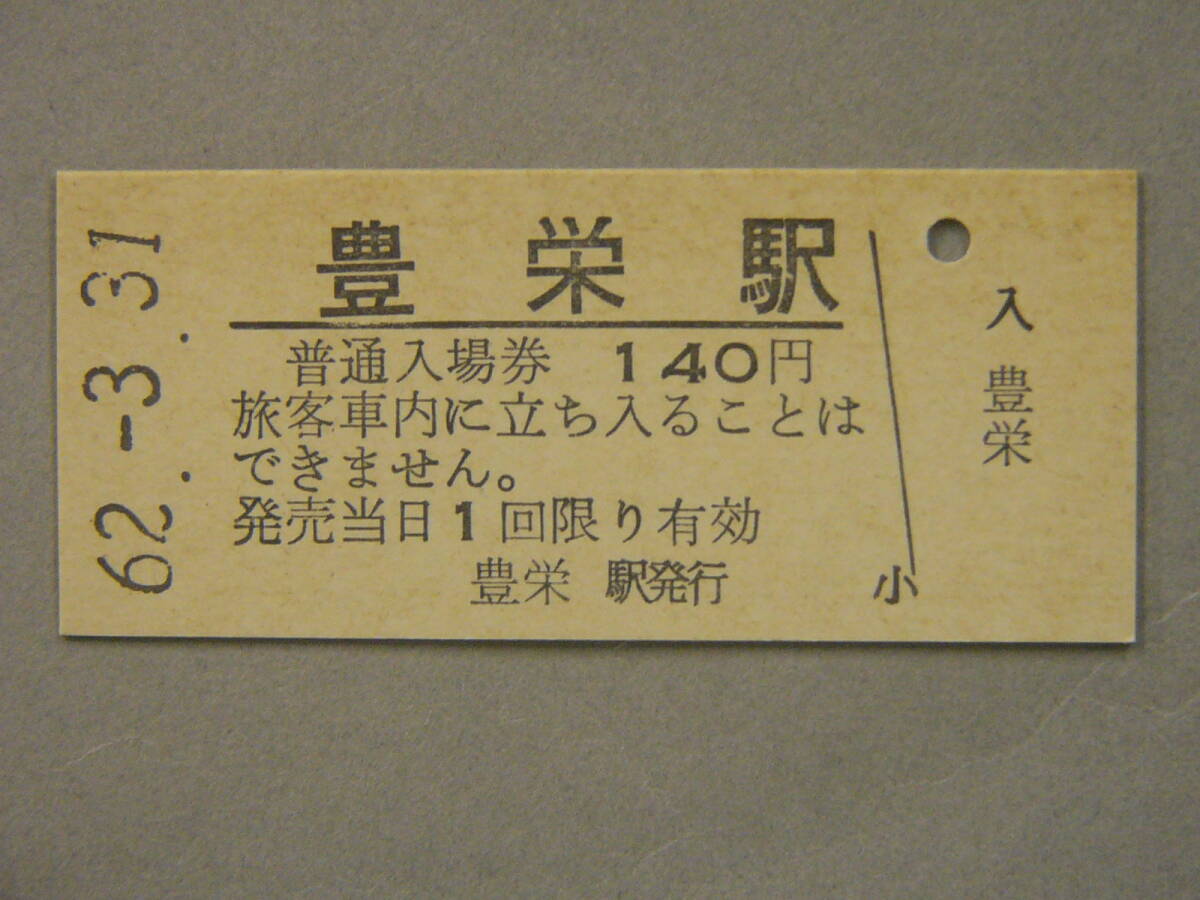 62.-3.31
豊栄駅
普通入場券 140円
旅客車内に立ち入ることは
できません。
発売当日1回限り有効
豊栄 駅発行
小
入
豊栄